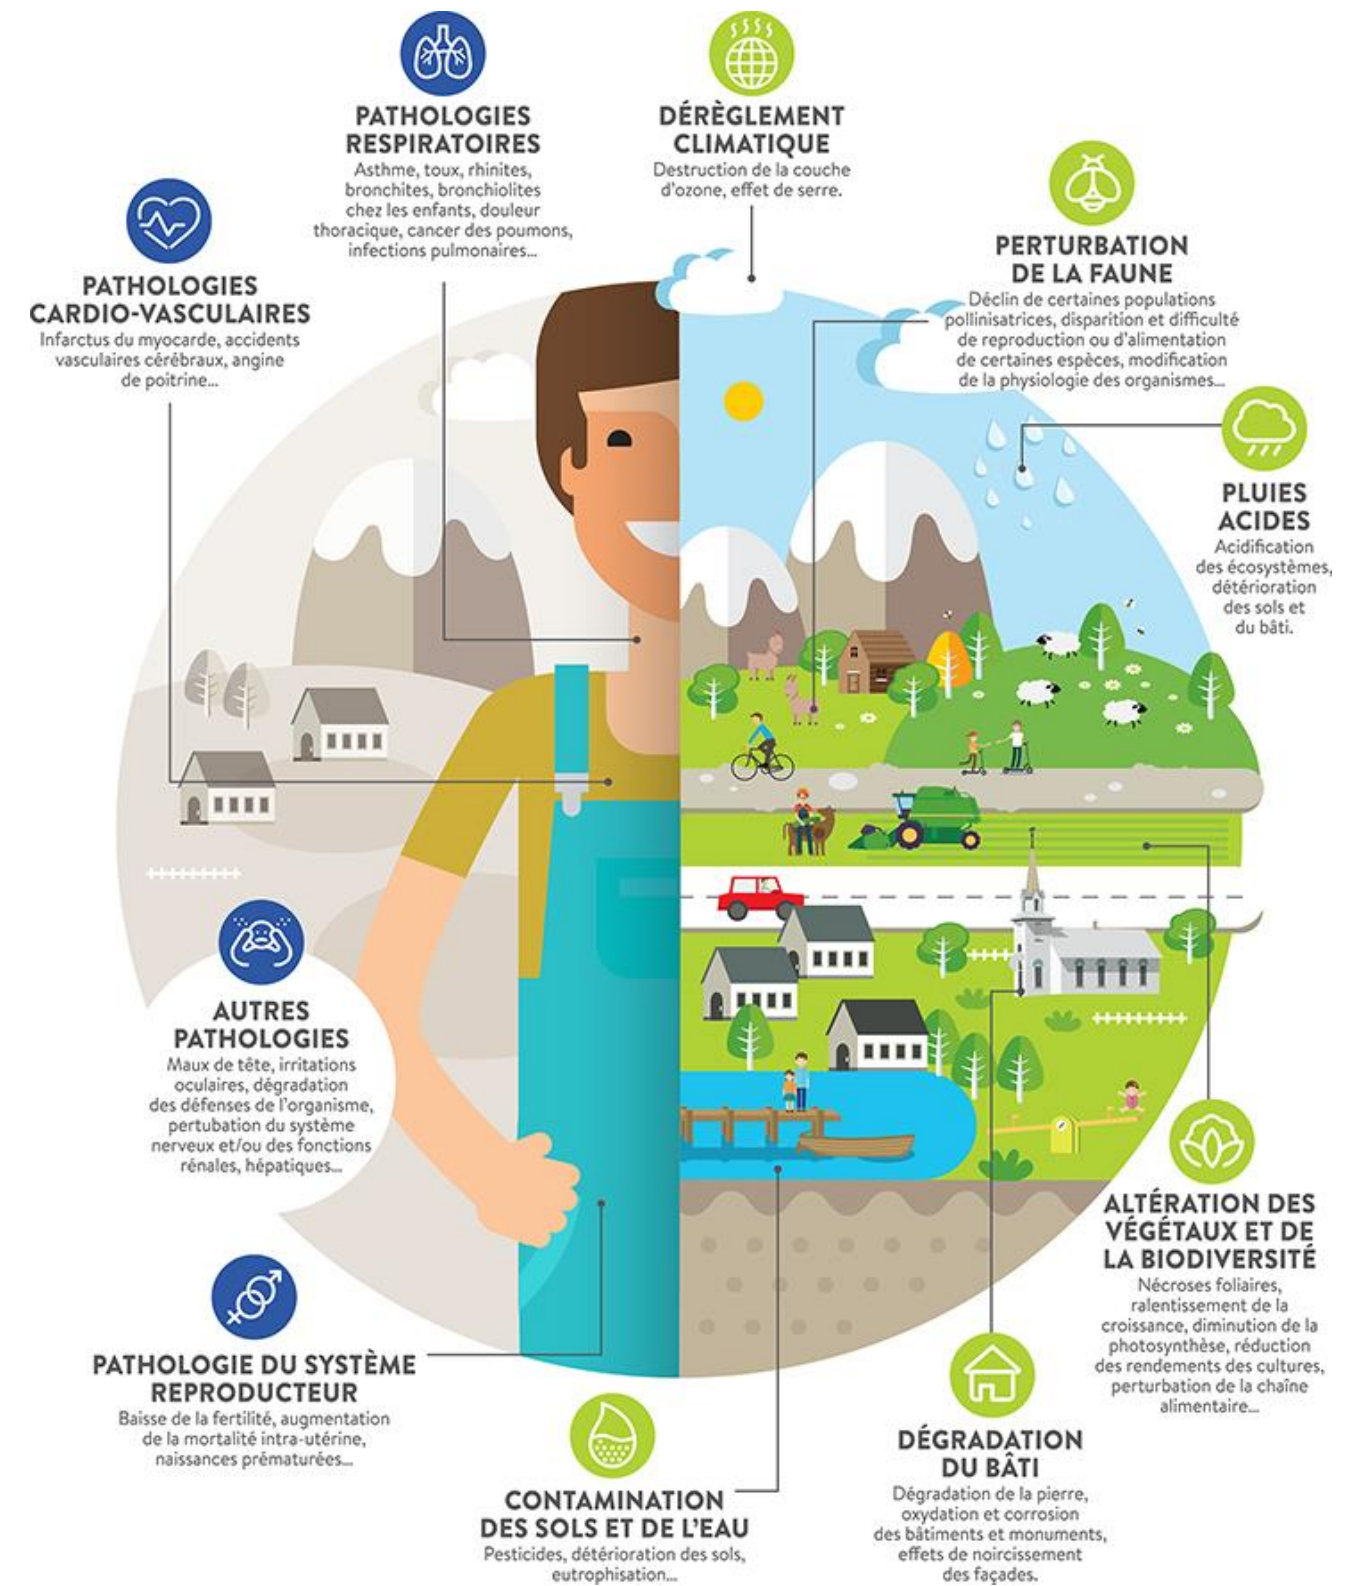 PATHOLOGIES
RESPIRATOIRES
Asthme, toux, rhinites,
bronchites, bronchiolites
chez les enfants, douleur
thoracique, cancer des poumons,
infections pulmonaires...
DÉRÈGLEMENT
CLIMATIQUE
Destruction de la couche
d'ozone, effet de serre.
PATHOLOGIES
CARDIO-VASCULAIRES
Infarctus du myocarde, accidents
vasculaires cérébraux, angine
de poitrine...
PERTURBATION
DE LA FAUNE
Déclin de certaines populations
pollinisatrices, disparition et difficulté
de reproduction ou d'alimentation
de certaines espèces, modification
de la physiologie des organismes...
PLUIES
ACIDES
Acidification
des écosystèmes,
détérioration
des sols et
du bâti.
AUTRES
PATHOLOGIES
Maux de tête, irritations
oculaires, dégradation
des défenses de l'organisme,
pertubation du système
nerveux et/ou des fonctions
rénales, hépatiques...
ALTÉRATION DES
VÉGÉTAUX ET DE
LA BIODIVERSITÉ
Nécroses foliaires,
ralentissement de la
croissance, diminution de la
photosynthèse, réduction
des rendements des cultures,
perturbation de la chaîne
alimentaire...
PATHOLOGIE DU SYSTÈME
REPRODUCTEUR
Baisse de la fertilité, augmentation
de la mortalité intra-utérine,
naissances prématurées...
DÉGRADATION
DU BÂTI
Dégradation de la pierre,
oxydation et corrosion
des bâtiments et monuments,
effets de noircissement
des façades.
CONTAMINATION
DES SOLS ET DE L'EAU
Pesticides, détérioration des sols,
eutrophisation...